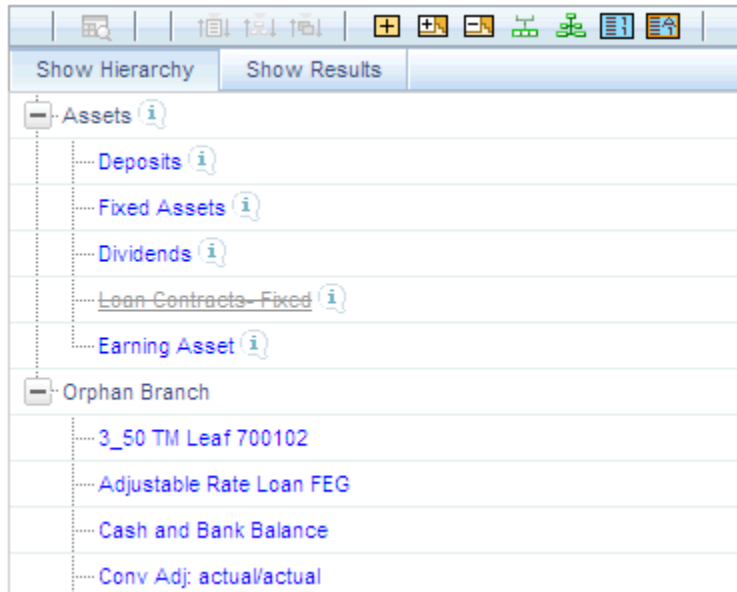 Show Hierarchy Show Results
Assets
Deposits
Fixed Assets
Dividends
Loan Contracts- Fixed
Earning Asset
Orphan Branch
3_50 TM Leaf 700102
Adjustable Rate Loan FEG
Cash and Bank Balance
Conv Adj: actual/actual